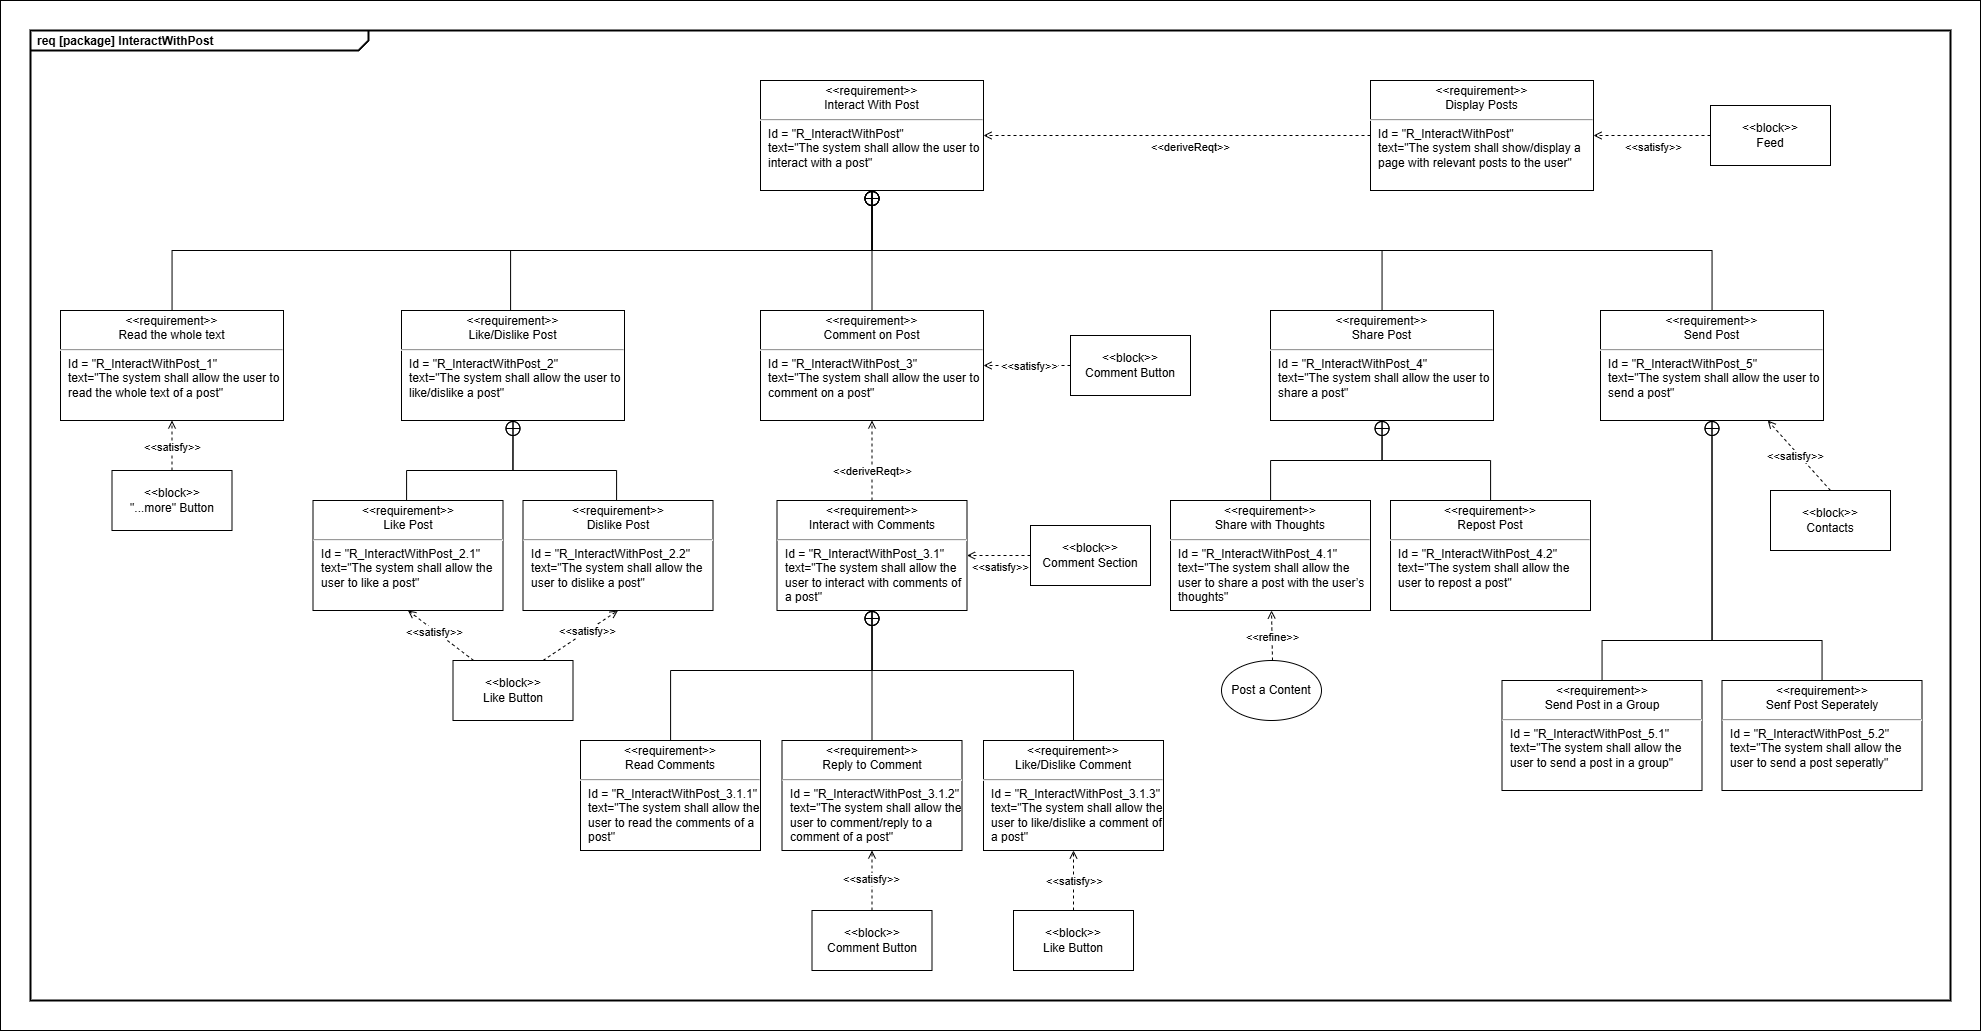 req [package] InteractWithPost
<<requirement>>
Interact With Post
Id = "R_InteractWithPost"
text="The system shall allow the user to
interact with a post"
<<deriveReqt>>
<<requirement>>
Display Posts
Id = "R_InteractWithPost"
text="The system shall show/display a
page with relevant posts to the user"
<<satisfy>>
<<block>>
Feed
<<requirement>>
Read the whole text
Id = "R_InteractWithPost_1"
text="The system shall allow the user to
read the whole text of a post"
<<satisfy>>
<<block>>
"...more" Button
<<requirement>>
Like/Dislike Post
Id = "R_InteractWithPost_2"
text="The system shall allow the user to
like/dislike a post"
<<requirement>>
Like Post
Id = "R_InteractWithPost_2.1"
text="The system shall allow the
user to like a post"
<<requirement>>
Dislike Post
Id = "R_InteractWithPost_2.2"
text="The system shall allow the
user to dislike a post"
<<satisfy>>
<<satisfy>>
<<block>>
Like Button
<<requirement>>
Comment on Post
Id = "R_InteractWithPost_3"
text="The system shall allow the user to
comment on a post"
<<satisfy>>
<<block>>
Comment Button
<<deriveReqt>>
<<requirement>>
Interact with Comments
Id = "R_InteractWithPost_3.1"
text="The system shall allow the
user to interact with comments of
a post"
<<satisfy>>
<<block>>
Comment Section
<<requirement>>
Read Comments
Id = "R_InteractWithPost_3.1.1"
text="The system shall allow the
user to read the comments of a
post"
<<requirement>>
Reply to Comment
Id = "R_InteractWithPost_3.1.2"
text="The system shall allow the
user to comment/reply to a
comment of a post"
<<satisfy>>
<<block>>
Comment Button
<<requirement>>
Like/Dislike Comment
Id = "R_InteractWithPost_3.1.3"
text="The system shall allow the
user to like/dislike a comment of
a post"
<<satisfy>>
<<block>>
Like Button
<<requirement>>
Share Post
Id = "R_InteractWithPost_4"
text="The system shall allow the user to
share a post"
<<requirement>>
Share with Thoughts
Id = "R_InteractWithPost_4.1"
text="The system shall allow the
user to share a post with the user's
thoughts"
<<refine>>
Post a Content
<<requirement>>
Repost Post
Id = "R_InteractWithPost_4.2"
text="The system shall allow the
user to repost a post"
<<requirement>>
Send Post
Id = "R_InteractWithPost_5"
text="The system shall allow the user to
send a post"
<<satisfy>>
<<block>>
Contacts
<<requirement>>
Send Post in a Group
Id = "R_InteractWithPost_5.1"
text="The system shall allow the
user to send a post in a group"
<<requirement>>
Senf Post Seperately
Id = "R_InteractWithPost_5.2"
text="The system shall allow the
user to send a post seperatly"